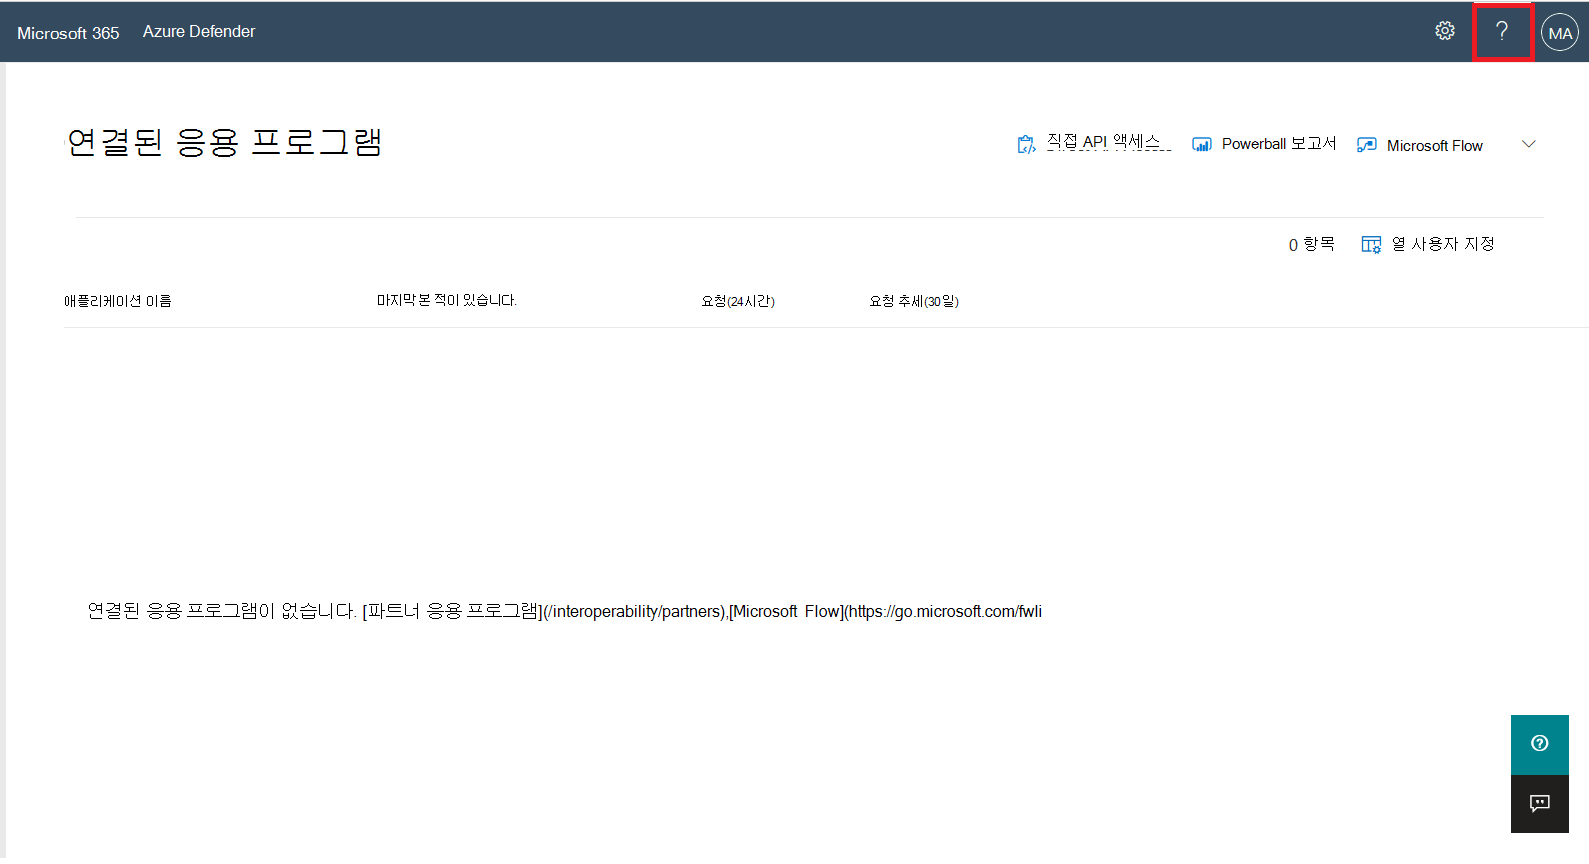 Microsoft 365 Azure Defender
?
MA
연결된 응용 프로그램
직접 API 액세스
Powerball 보고서
Microsoft Flow
0 항목
열 사용자 지정
애플리케이션 이름
마지막 본 적이 있습니다.
요청(24시간)
요청 추세(30일)
연결된 응용 프로그램이 없습니다. [파트너 응용 프로그램](/interoperability/partners),[Microsoft Flow](https://go.microsoft.com/fwli